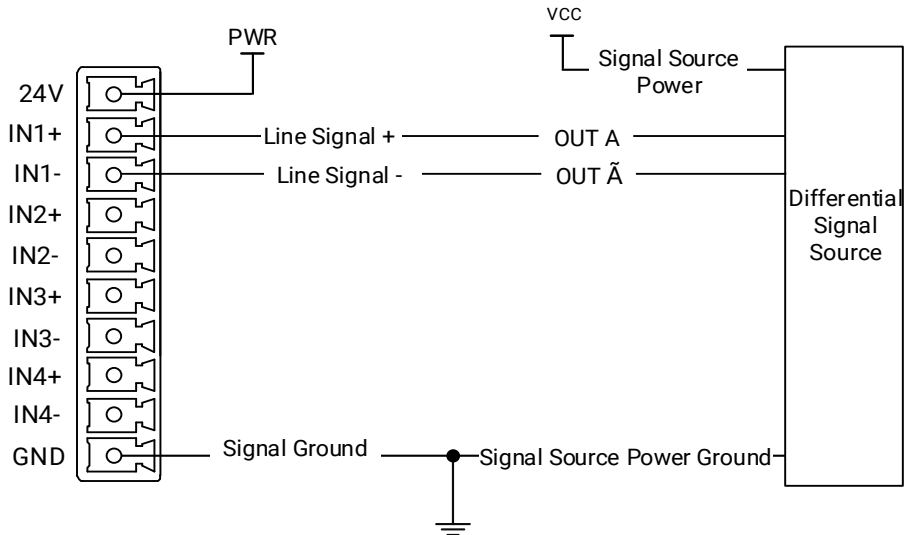 VCC
PWR
Signal Source
Power
24V
IN1+
Line Signal +
OUT A
IN1-
Line Signal -
OUT Ã
IN2+
Differential
Signal
Source
IN2-
IN3+
IN3-
IN4+
IN4-
GND
Signal Ground
Signal Source Power Ground